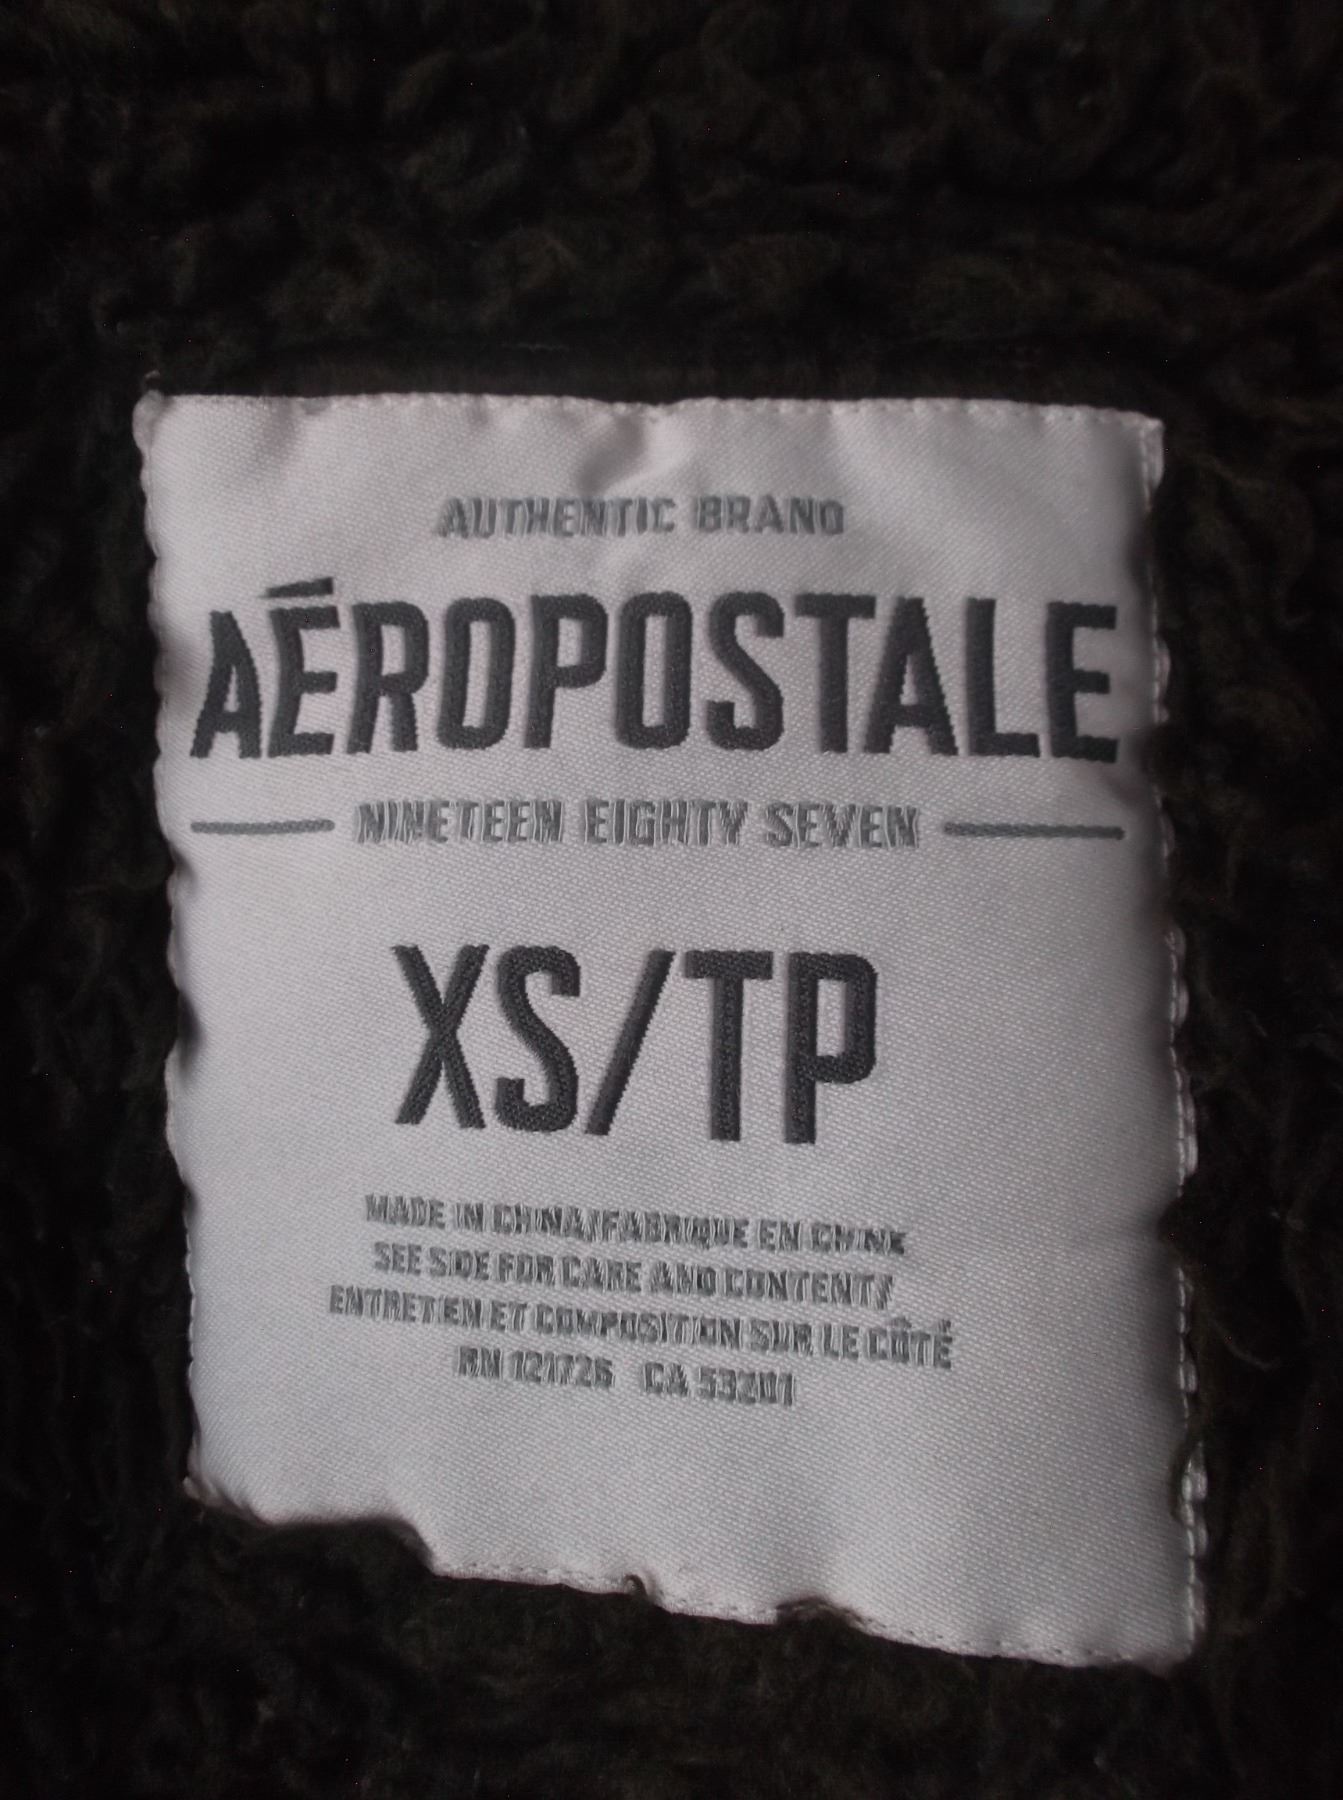 AUTHENTIC BRAND
AÉROPOSTALE
NINETEEN EIGHTY SEVEN
XS/TP
MADE IN CHINA/FABRIQUE EN CHINE
SEE SIDE FOR CARE AND CONTENT/
ENTRETIEN ET COMPOSITION SUR LE CÔTÉ
RN 121726 CA 53201